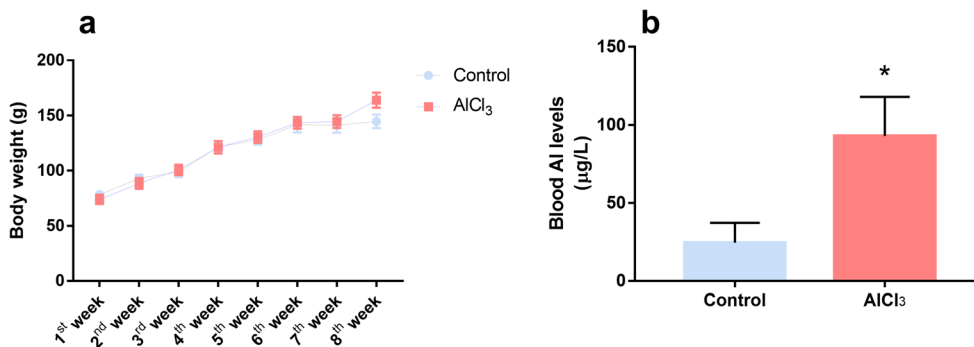 a
Body weight (g)
200
150
100
50
0
1st week
2nd week
3rd week
4th week
5th week
6th week
7th week
8th week
Control
AlCl₃
b
Blood Al levels
(µg/L)
150
100
50
0
*
Control
AlCl₃